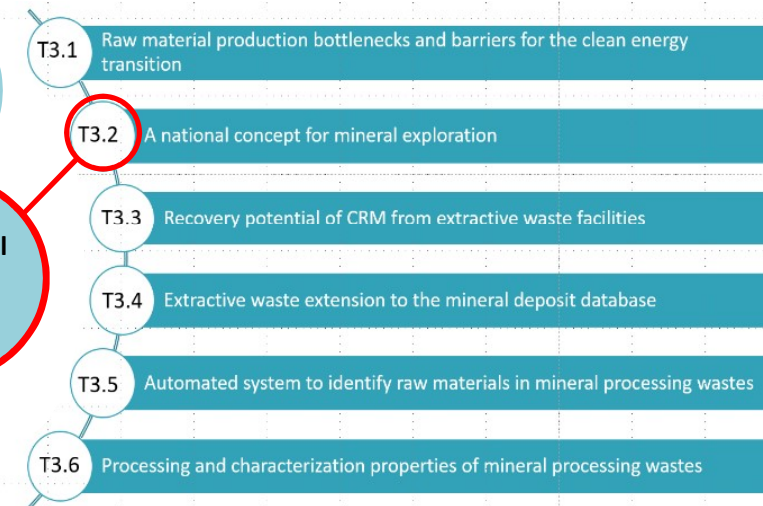 T3.1
Raw material production bottlenecks and barriers for the clean energy
transition
T3.2
A national concept for mineral exploration
T3.3
Recovery potential of CRM from extractive waste facilities
T3.4
Extractive waste extension to the mineral deposit database
T3.5
Automated system to identify raw materials in mineral processing wastes
T3.6
Processing and characterization properties of mineral processing wastes